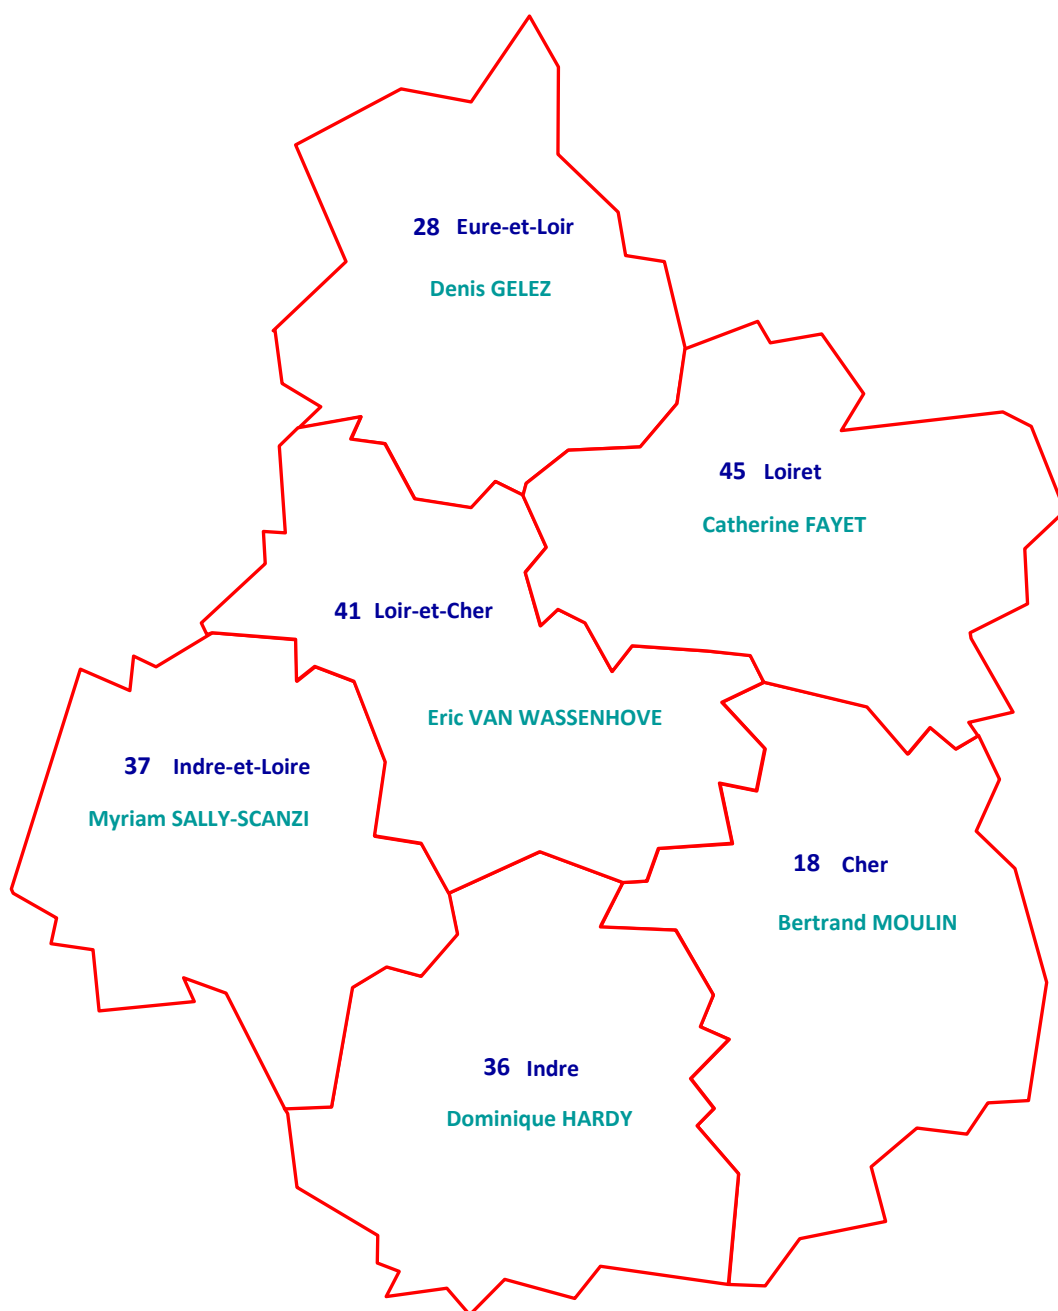 28 Eure-et-Loir
Denis GELEZ
45 Loiret
Catherine FAYET
41 Loir-et-Cher
Eric VAN WASSENHOVE
37 Indre-et-Loire
Myriam SALLY-SCANZI
18 Cher
Bertrand MOULIN
36 Indre
Dominique HARDY